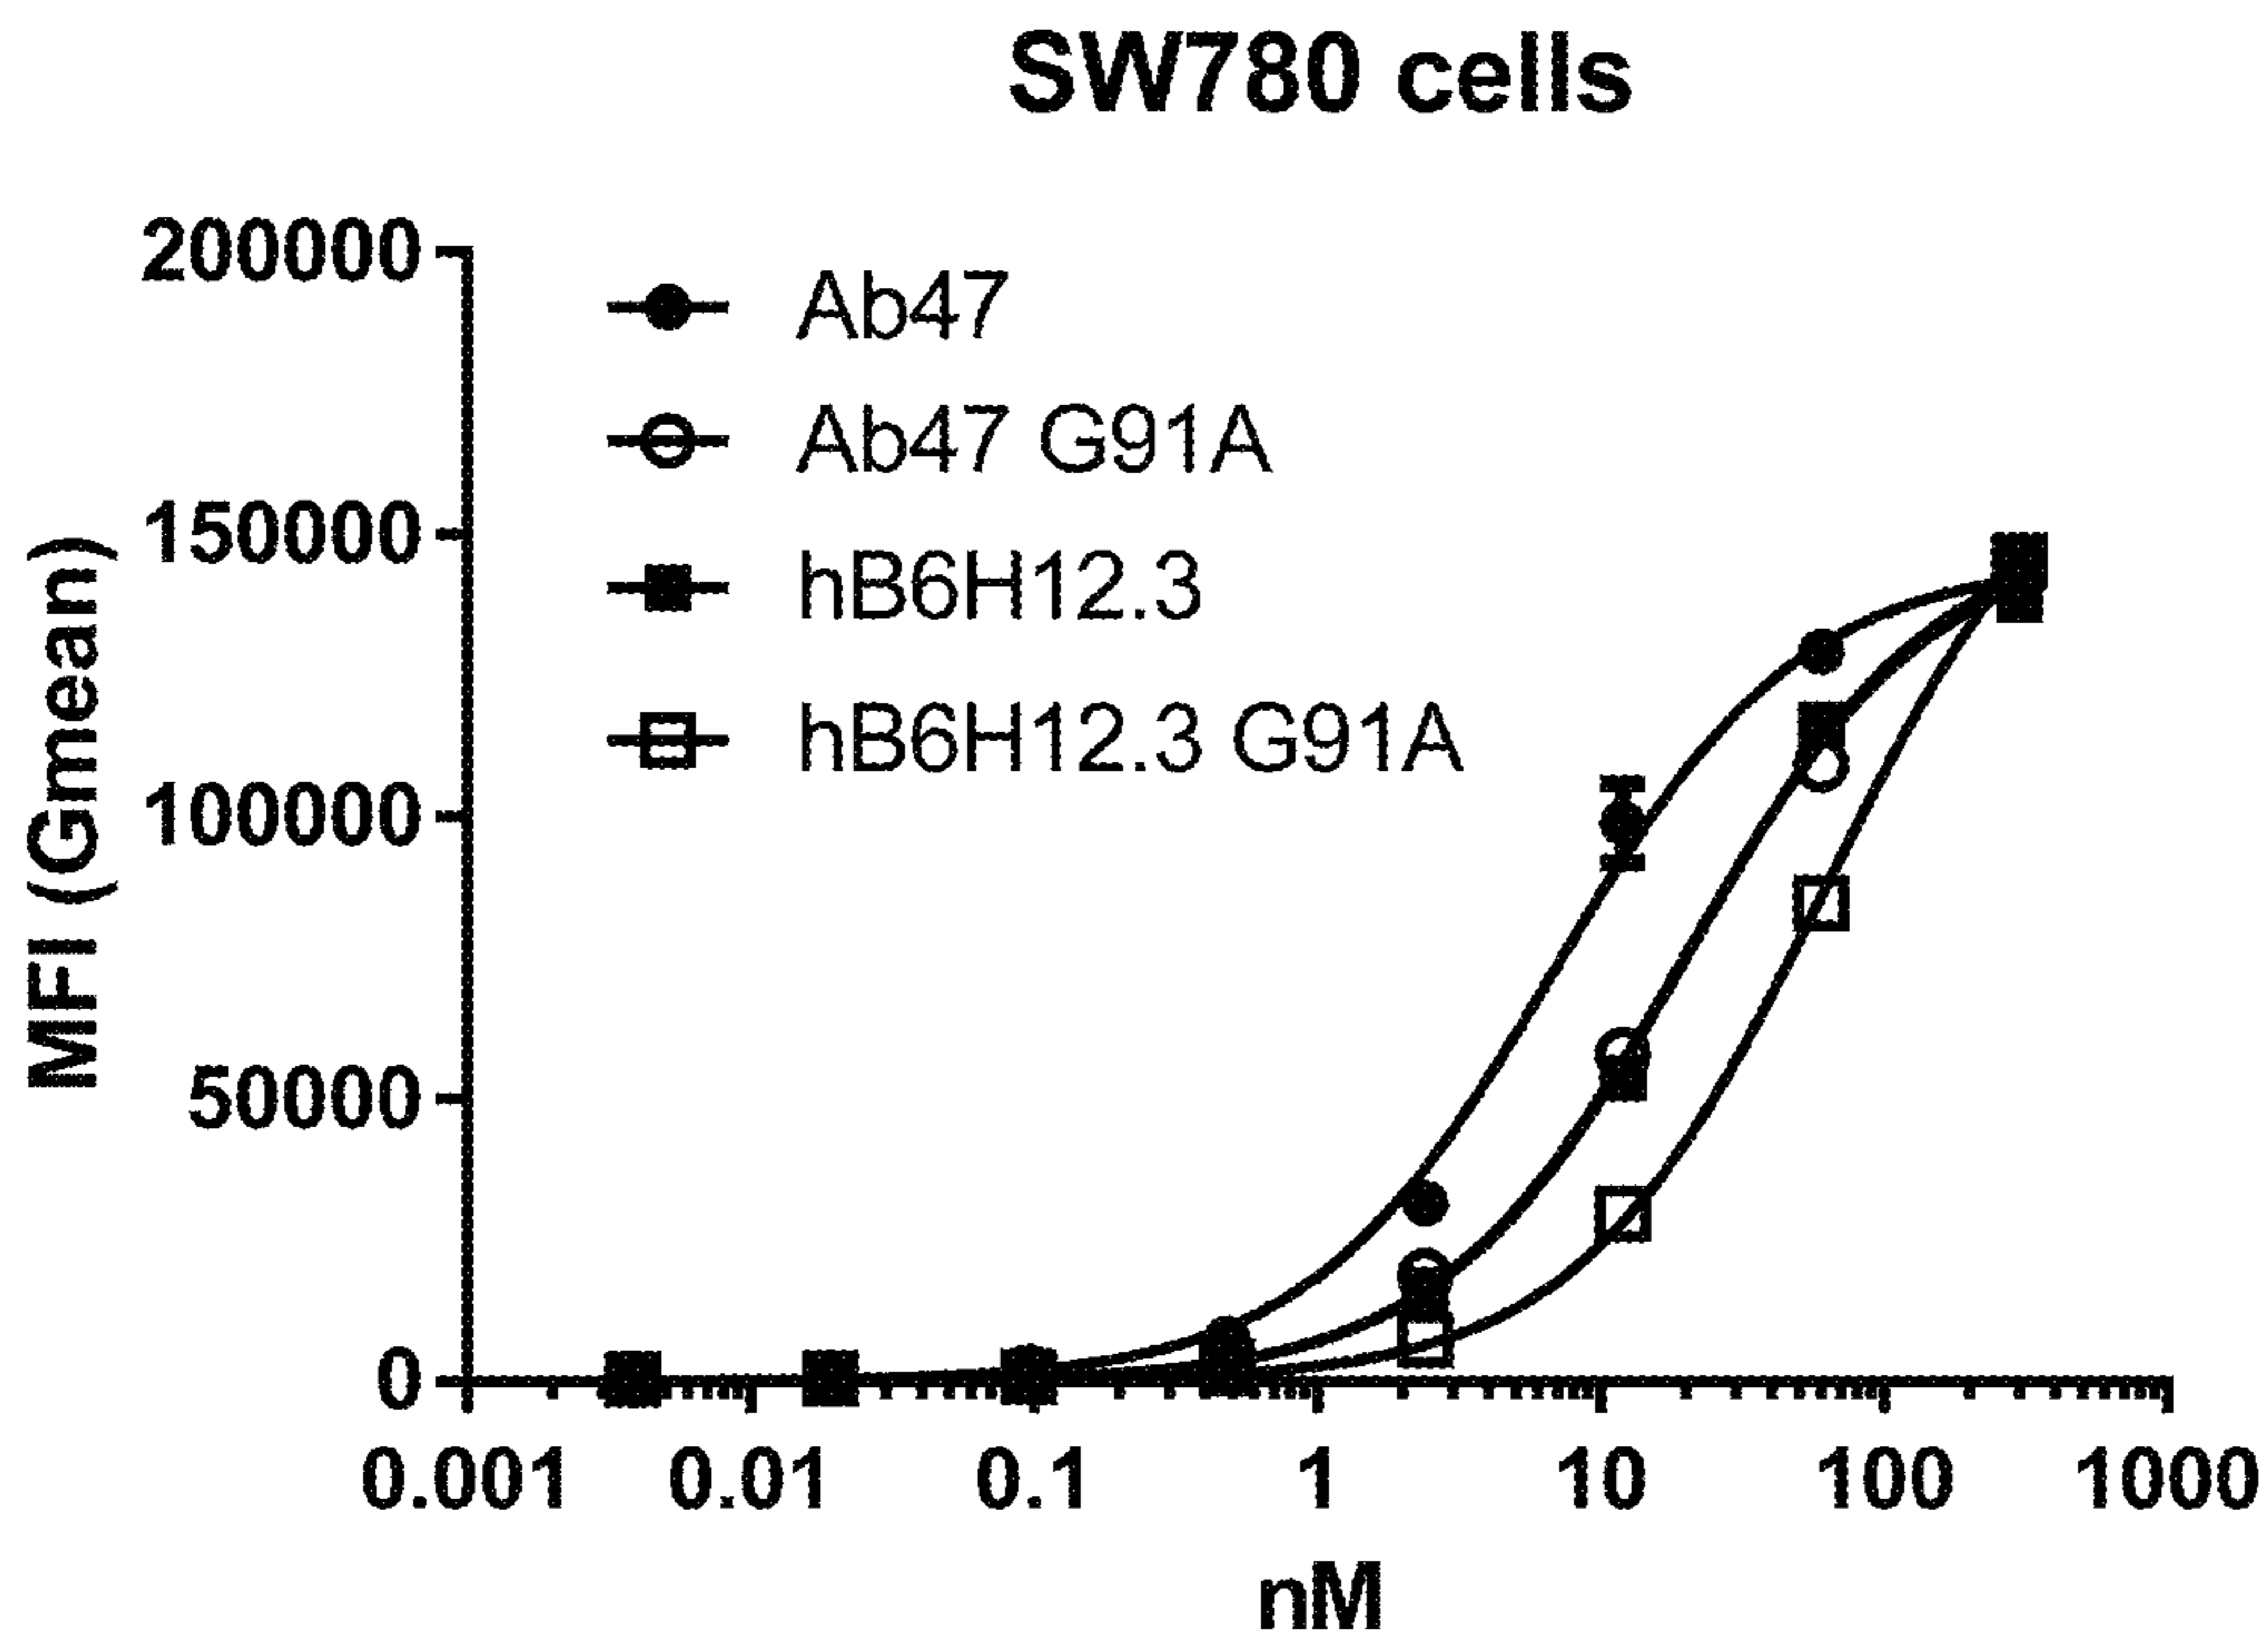 SW780 cells
200000
150000
100000
50000
0
MFI (Gmean)
Ab47
Ab47 G91A
hB6H12.3
hB6H12.3 G91A
0.001 0.01 0.1 1 10 100 1000
nM